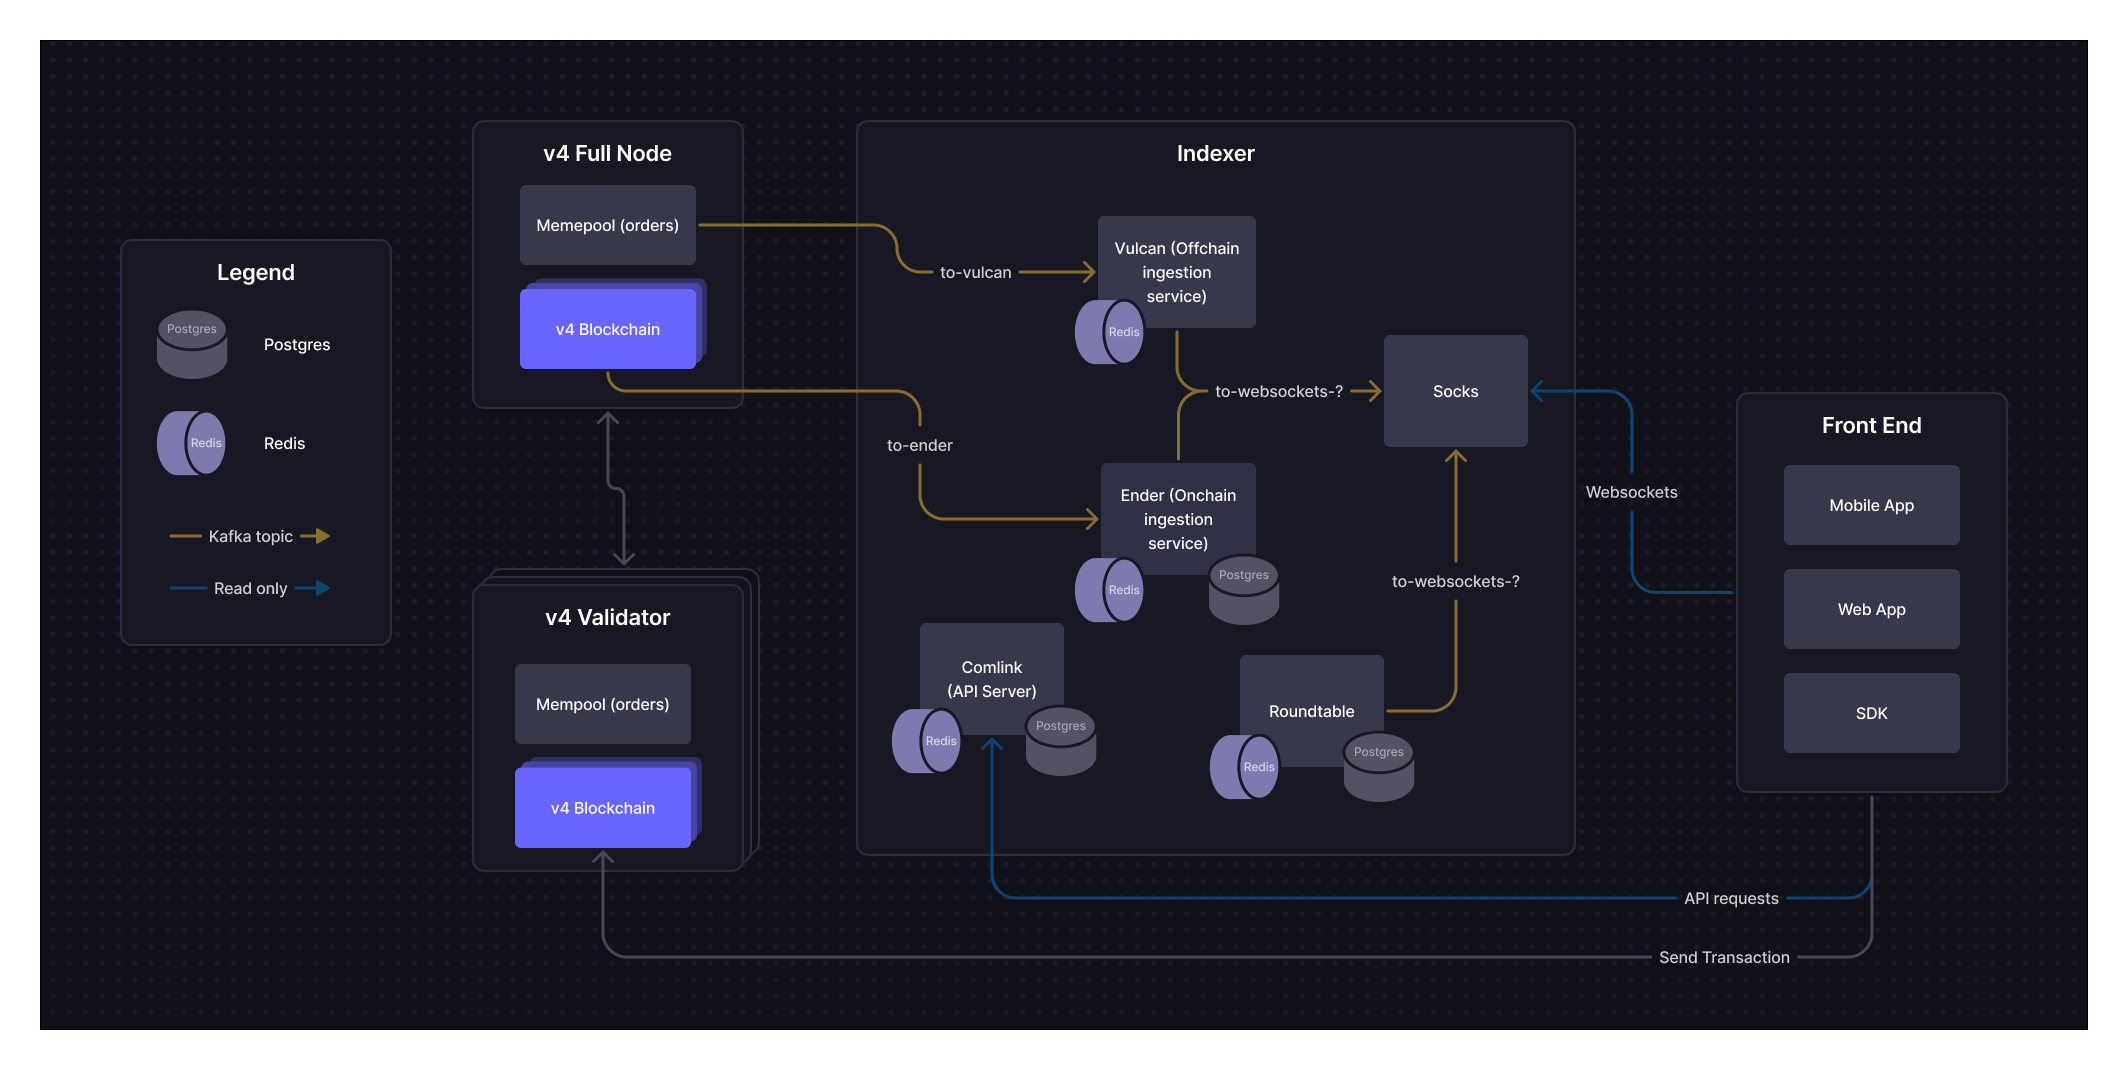 Legend
Postgres
Postgres
Redis
Redis
Kafka topic
Read only
v4 Full Node
Memepool (orders)
v4 Blockchain
v4 Validator
Mempool (orders)
v4 Blockchain
Indexer
to-vulcan
Vulcan (Offchain
ingestion
service)
Redis
to-websockets-?
Socks
to-ender
Ender (Onchain
ingestion
service)
Redis
Postgres
to-websockets-?
Comlink
(API Server)
Redis
Postgres
Roundtable
Redis
Postgres
Websockets
Front End
Mobile App
Web App
SDK
API requests
Send Transaction